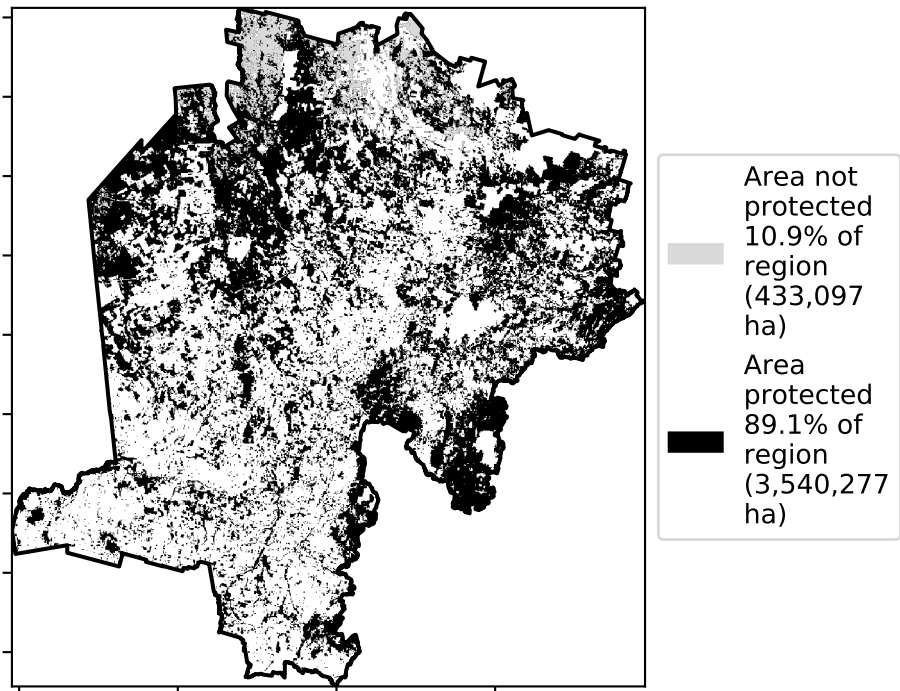 Area not
protected
10.9% of
region
(433,097
ha)
Area
protected
89.1% of
region
(3,540,277
ha)